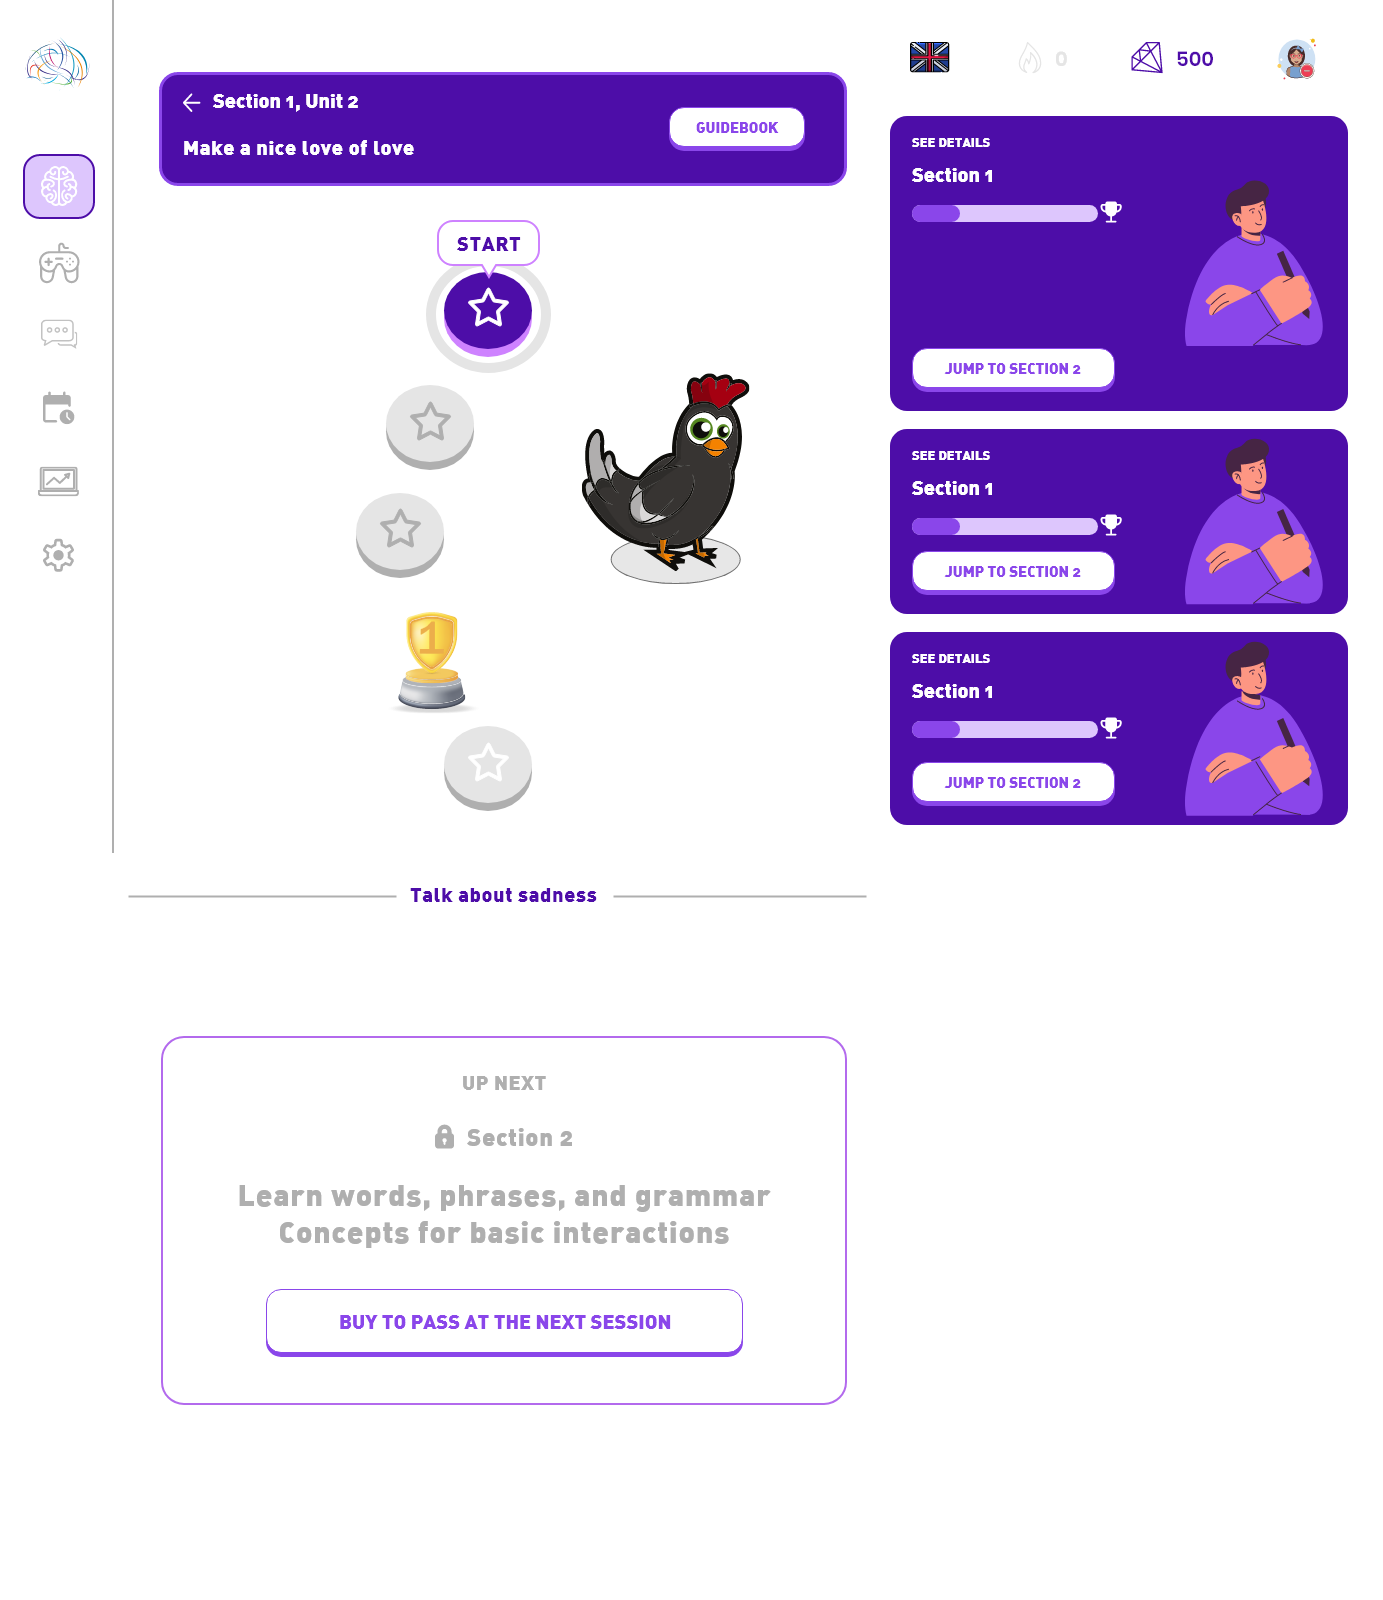 0
500
Section 1, Unit 2
GUIDEBOOK
Make a nice love of love
START
1
SEE DETAILS
Section 1
JUMP TO SECTION 2
SEE DETAILS
Section 1
JUMP TO SECTION 2
SEE DETAILS
Section 1
JUMP TO SECTION 2
Talk about sadness
UP NEXT
Section 2
Learn words, phrases, and grammar
Concepts for basic interactions
BUY TO PASS AT THE NEXT SESSION